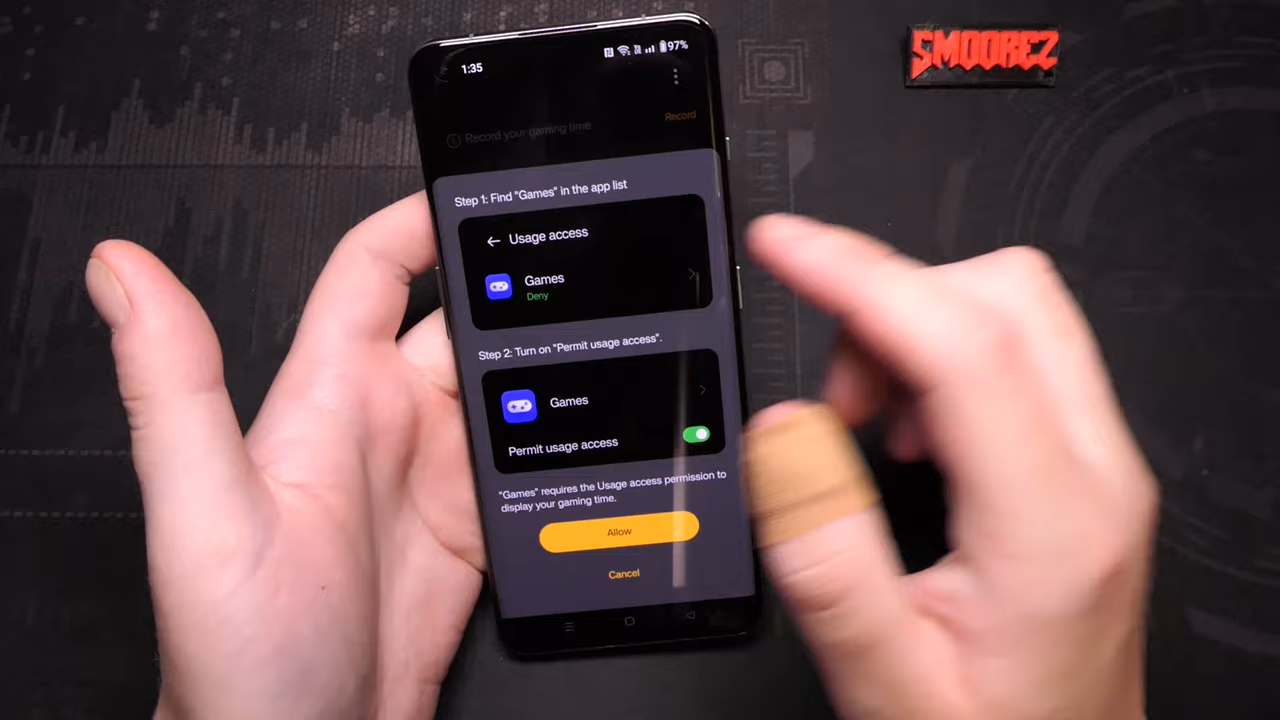 SMOOREZ
1:35
97%
Record your gaming time
Record
Step 1: Find "Games" in the app list
Usage access
Games
Deny
Step 2: Turn on "Permit usage access".
Games
Permit usage access
"Games" requires the Usage access permission to
display your gaming time.
Allow
Cancel